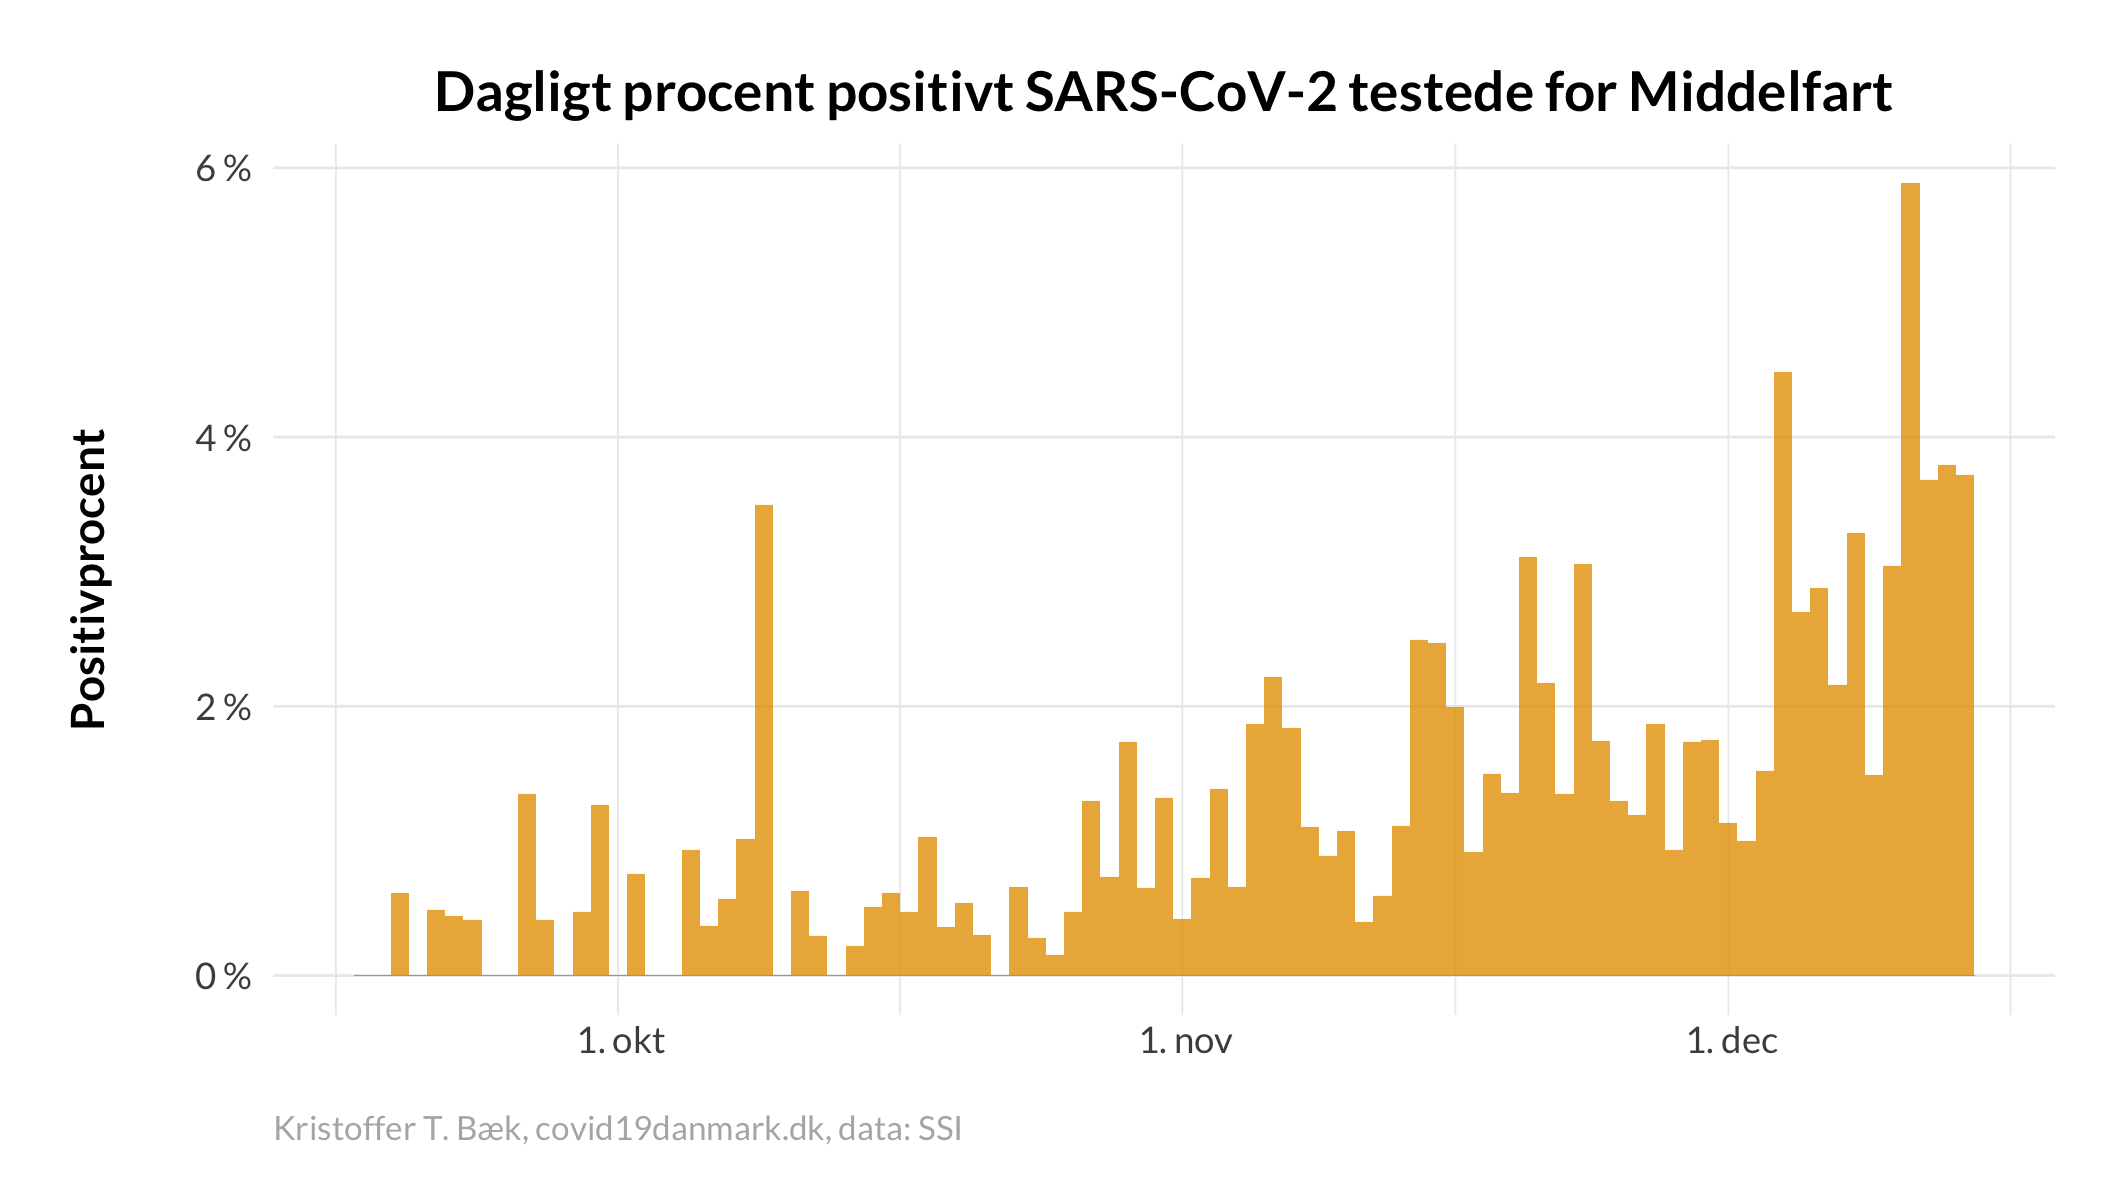 Dagligt procent positivt SARS-CoV-2 testede for Middelfart
Positivprocent
6 %
4 %
2 %
0 %
1. okt
1. nov
1. dec
Kristoffer T. Bæk, covid19danmark.dk, data: SSI